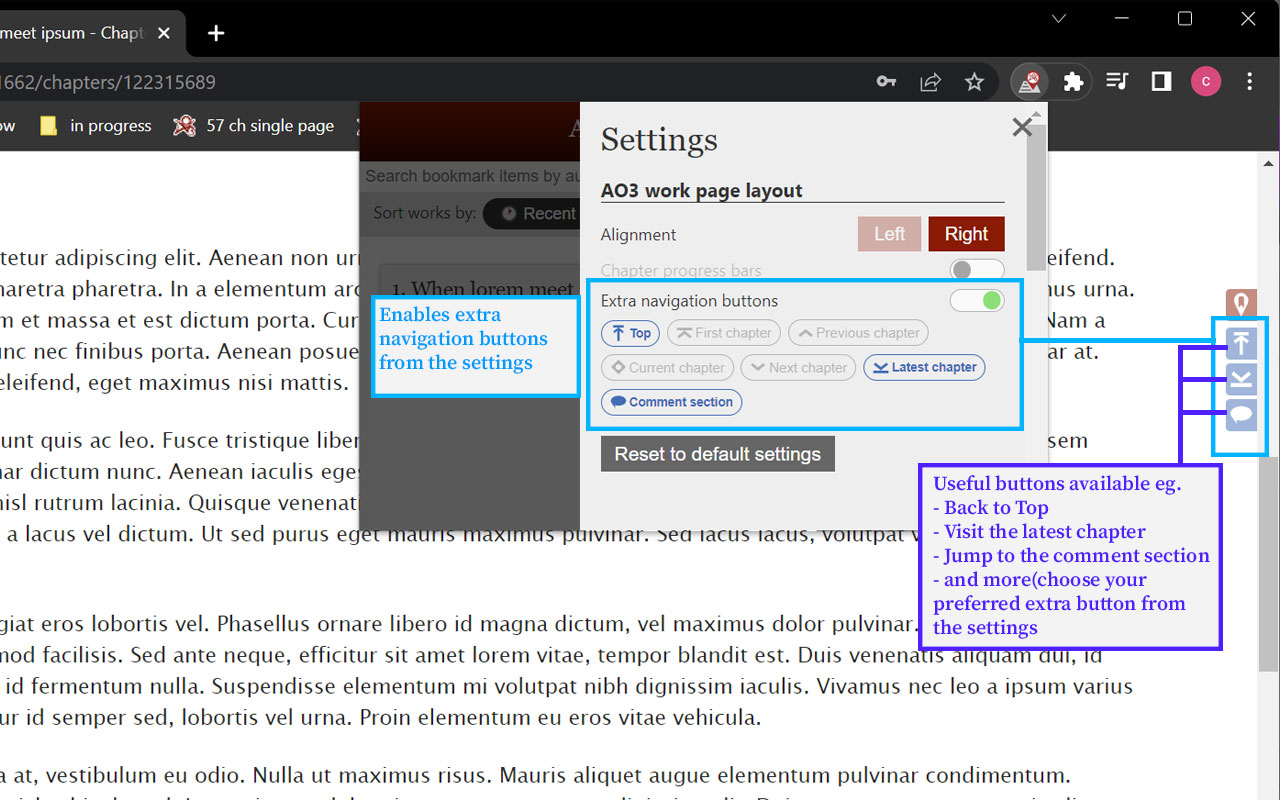 meet ipsum - Chapt
1662/chapters/122315689
C
ow
in progress
57 ch single page
A
Settings
Search bookmark items by au
AO3 work page layout
Sort works by:
Recent
Alignment
Left
Right
Chapter progress bars
1. When lorem meet
Extra navigation buttons
Top
First chapter
Previous chapter
Current chapter
Next chapter
Latest chapter
Comment section
Reset to default settings
Enables extra
navigation buttons
from the settings
Useful buttons available eg.
- Back to Top
- Visit the latest chapter
- Jump to the comment section
- and more(choose your
preferred extra button from
the settings
tetur adipiscing elit. Aenean non ur
eifend.
haretra pharetra. In a elementum arc
us urna.
m et massa et est dictum porta. Cur
Nam a
unc nec finibus porta. Aenean posue
ar at.
eleifend, eget maximus nisi mattis.
unt quis ac leo. Fusce tristique liber
sem
nar dictum nunc. Aenean iaculis eges
nisl rutrum lacinia. Quisque venenati
a lacus vel dictum. Ut sed purus eget mauris maximus pulvinar. Sed lacus lacus, volutpat v
giat eros lobortis vel. Phasellus ornare libero id magna dictum, vel maximus dolor pulvinar.
mod facilisis. Sed ante neque, efficitur sit amet lorem vitae, tempor blandit est. Duis venenatis aliquam dui, id
id fermentum nulla. Suspendisse elementum mi volutpat nibh dignissim iaculis. Vivamus nec leo a ipsum varius
ur id semper sed, lobortis vel urna. Proin elementum eu eros vitae vehicula.
a at, vestibulum eu odio. Nulla ut maximus risus. Mauris aliquet augue elementum pulvinar condimentum.